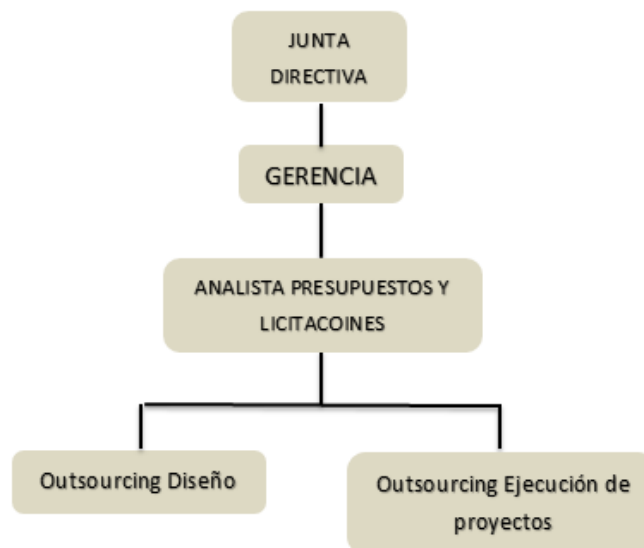 JUNTA
DIRECTIVA
GERENCIA
ANALISTA PRESUPUESTOS Y
LICITACOINES
Outsourcing Diseño
Outsourcing Ejecución de
proyectos